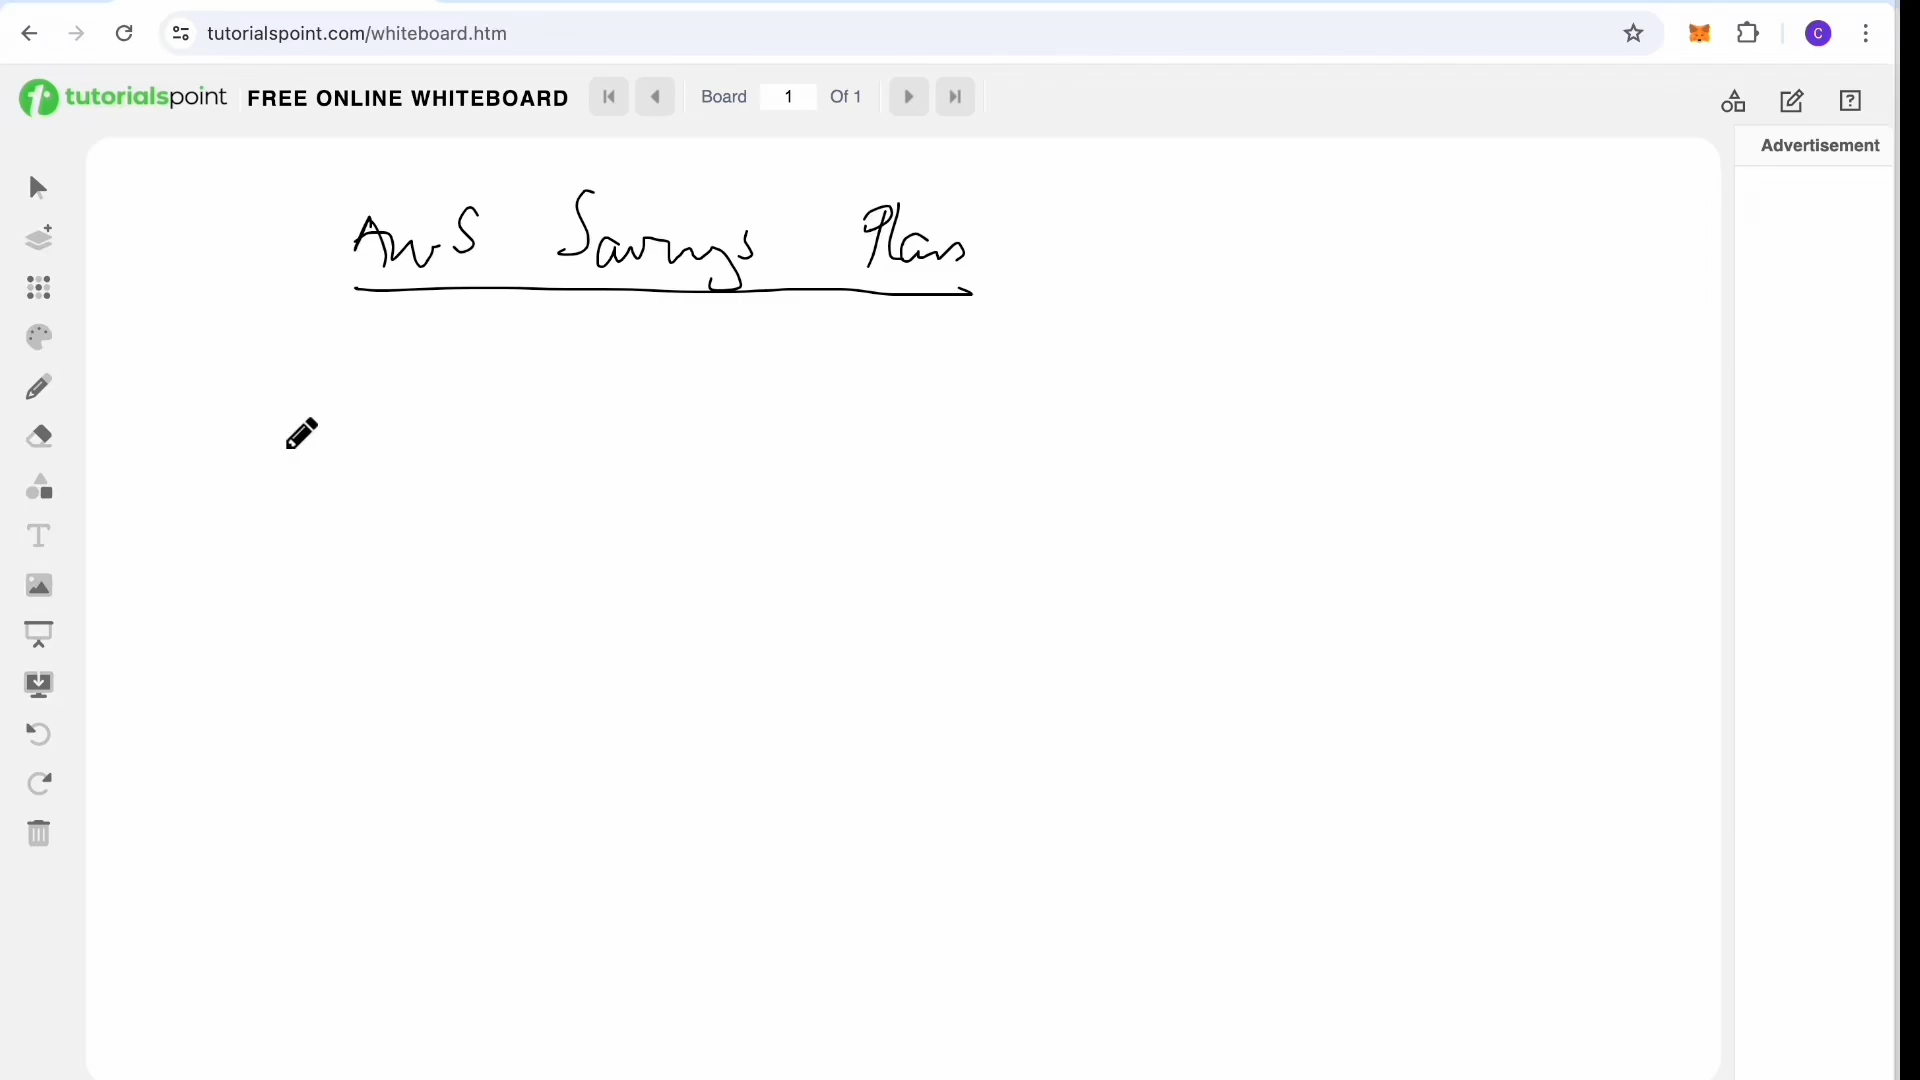 tutorialspoint.com/whiteboard.htm
C
tutorialspoint FREE ONLINE WHITEBOARD Board 1 Of 1
?
Advertisement
AWS Savings Plans
T